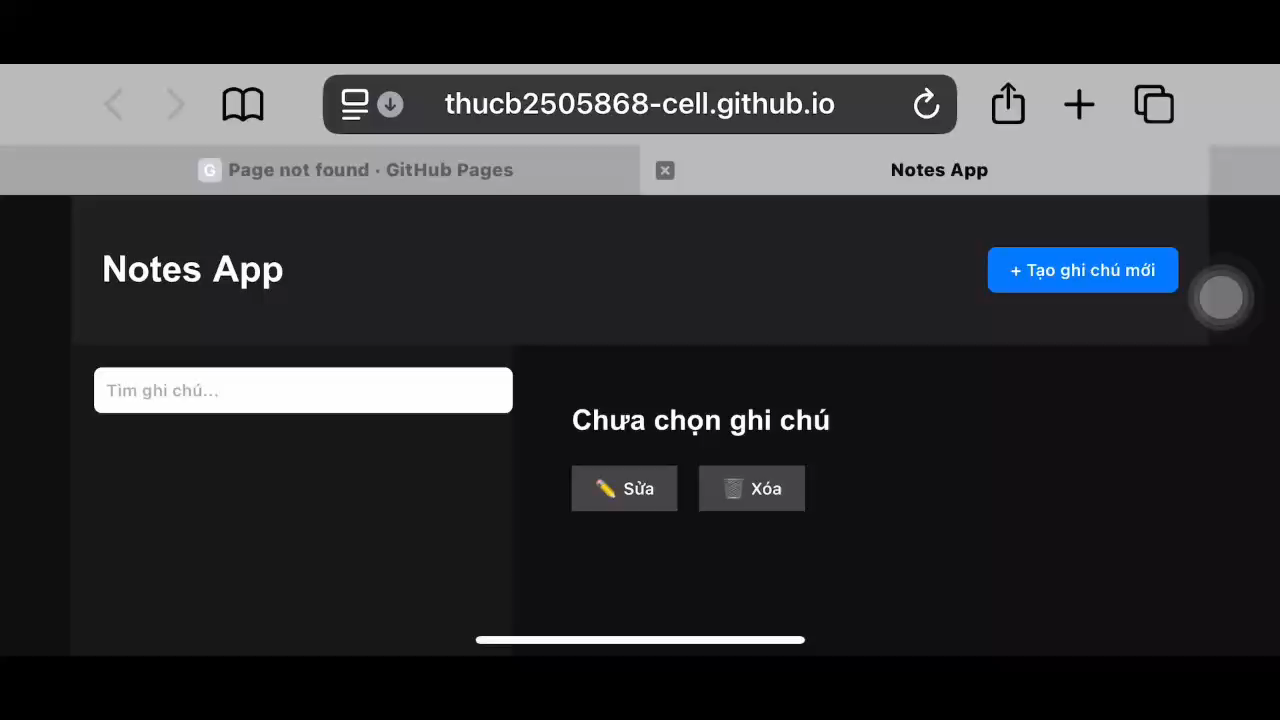 thucb2505868-cell.github.io
G Page not found · GitHub Pages
Notes App
Notes App
+ Tạo ghi chú mới
Tìm ghi chú...
Chưa chọn ghi chú
✏️ Sửa
🗑️ Xóa